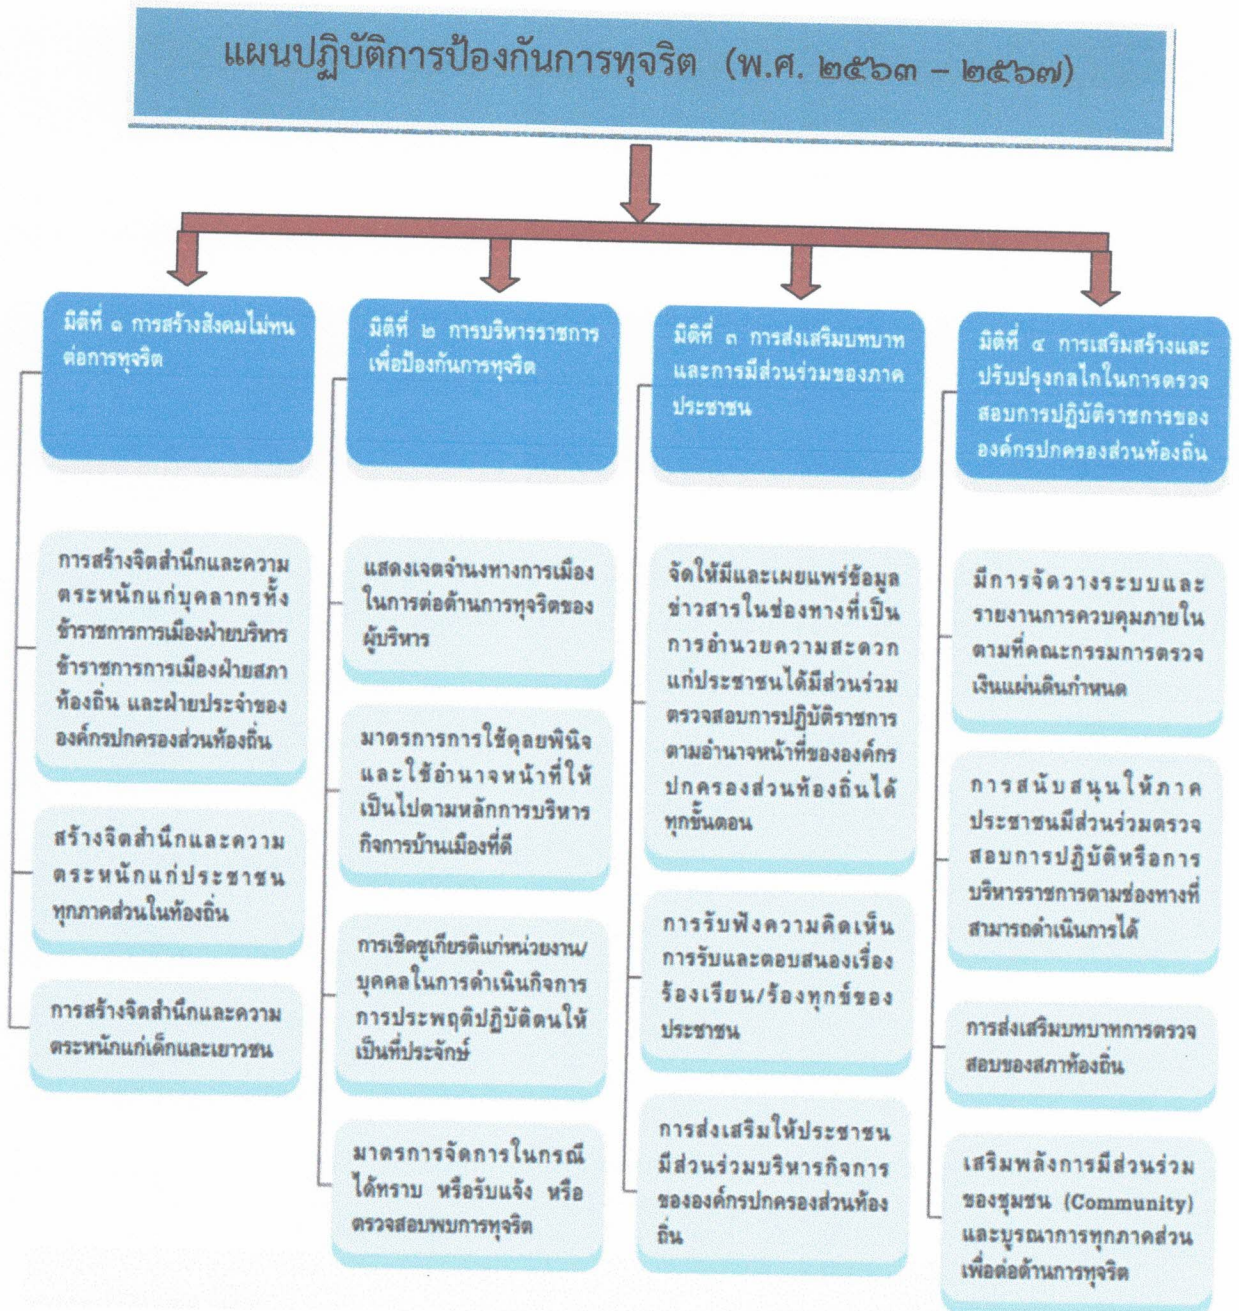 แผนปฏิบัติการป้องกันการทุจริต (พ.ศ. ๒๕๖๓ – ๒๕๖๗)
มิติที่ ๑ การสร้างสังคมไม่ทน
ต่อการทุจริต
การสร้างจิตสำนึกและความ
ตระหนักแก่บุคลากรทั้ง
ข้าราชการการเมืองฝ่ายบริหาร
ข้าราชการการเมืองฝ่ายสภา
ท้องถิ่น และฝ่ายประจำของ
องค์กรปกครองส่วนท้องถิ่น
สร้างจิตสำนึกและความ
ตระหนักแก่ประชาชน
ทุกภาคส่วนในท้องถิ่น
การสร้างจิตสำนึกและความ
ตระหนักแก่เด็กและเยาวชน
มิติที่ ๒ การบริหารราชการ
เพื่อป้องกันการทุจริต
แสดงเจตจำนงทางการเมือง
ในการต่อต้านการทุจริตของ
ผู้บริหาร
มาตรการการใช้ดุลยพินิจ
และใช้อำนาจหน้าที่ให้
เป็นไปตามหลักการบริหาร
กิจการบ้านเมืองที่ดี
การเชิดชูเกียรติแก่หน่วยงาน/
บุคคลในการดำเนินกิจการ
การประพฤติปฏิบัติตนให้
เป็นที่ประจักษ์
มาตรการจัดการในกรณี
ได้ทราบ หรือรับแจ้ง หรือ
ตรวจสอบพบการทุจริต
มิติที่ ๓ การส่งเสริมบทบาท
และการมีส่วนร่วมของภาค
ประชาชน
จัดให้มีและเผยแพร่ข้อมูล
ข่าวสารในช่องทางที่เป็น
การอำนวยความสะดวก
แก่ประชาชนได้มีส่วนร่วม
ตรวจสอบการปฏิบัติราชการ
ตามอำนาจหน้าที่ขององค์กร
ปกครองส่วนท้องถิ่นได้
ทุกขั้นตอน
การรับฟังความคิดเห็น
การรับและตอบสนองเรื่อง
ร้องเรียน/ร้องทุกข์ของ
ประชาชน
การส่งเสริมให้ประชาชน
มีส่วนร่วมบริหารกิจการ
ขององค์กรปกครองส่วนท้อง
ถิ่น
มิติที่ ๔ การเสริมสร้างและ
ปรับปรุงกลไกในการตรวจ
สอบการปฏิบัติราชการของ
องค์กรปกครองส่วนท้องถิ่น
มีการจัดวางระบบและ
รายงานการควบคุมภายใน
ตามที่คณะกรรมการตรวจ
เงินแผ่นดินกำหนด
การสนับสนุนให้ภาค
ประชาชนมีส่วนร่วมตรวจ
สอบการปฏิบัติหรือการ
บริหารราชการตามช่องทางที่
สามารถดำเนินการได้
การส่งเสริมบทบาทการตรวจ
สอบของสภาท้องถิ่น
เสริมพลังการมีส่วนร่วม
ของชุมชน (Community)
และบูรณาการทุกภาคส่วน
เพื่อต่อต้านการทุจริต